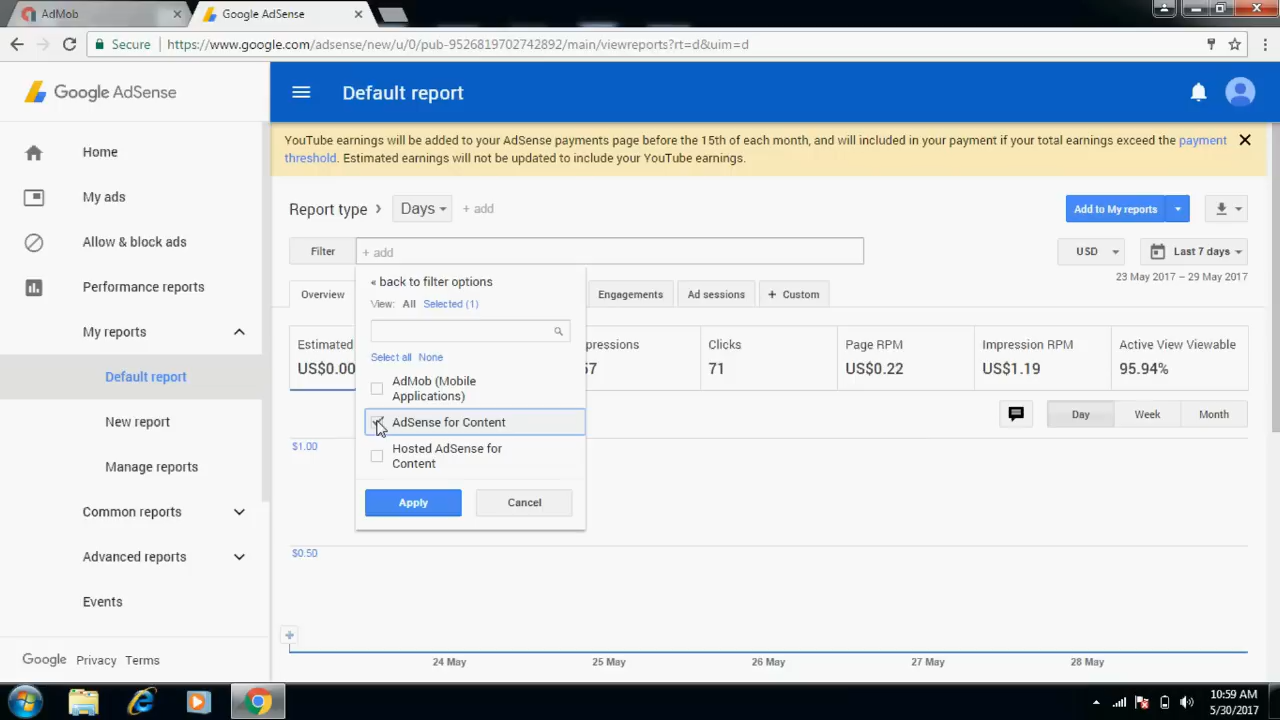 AdMob
Google AdSense
Secure
https://www.google.com/adsense/new/u/0/pub-9526819702742892/main/viewreports?rt=d&uim=d
Google AdSense
Default report
YouTube earnings will be added to your AdSense payments page before the 15th of each month, and will included in your payment if your total earnings exceed the payment
threshold. Estimated earnings will not be updated to include your YouTube earnings.
Home
My ads
Allow & block ads
Performance reports
My reports
Default report
New report
Manage reports
Common reports
Advanced reports
Events
Google Privacy Terms
Report type
Days
+ add
Add to My reports
Filter
+ add
USD
Last 7 days
23 May 2017 – 29 May 2017
« back to filter options
View: All Selected (1)
Select all None
AdMob (Mobile
Applications)
AdSense for Content
Hosted AdSense for
Content
Apply
Cancel
Overview
Engagements
Ad sessions
+ Custom
Estimated
US$0.00
pressions
57
Clicks
71
Page RPM
US$0.22
Impression RPM
US$1.19
Active View Viewable
95.94%
Day
Week
Month
$1.00
$0.50
24 May
25 May
26 May
27 May
28 May
10:59 AM
5/30/2017